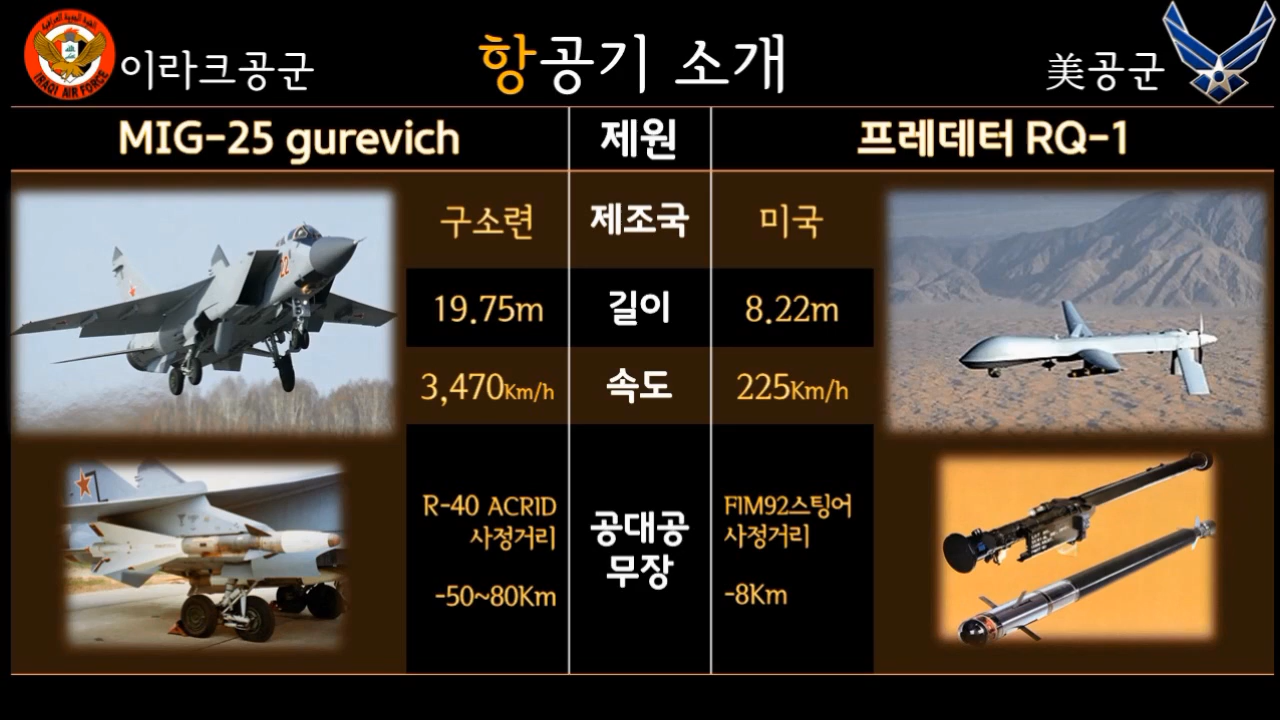 이라크공군
항공기 소개
美공군
IRAQI AIR FORCE
MIG-25 gurevich
제원
프레데터 RQ-1
구소련
제조국
미국
19.75m
길이
8.22m
3,470Km/h
속도
225Km/h
R-40 ACRID
사정거리
-50~80Km
공대공
무장
FIM92스팅어
사정거리
-8Km